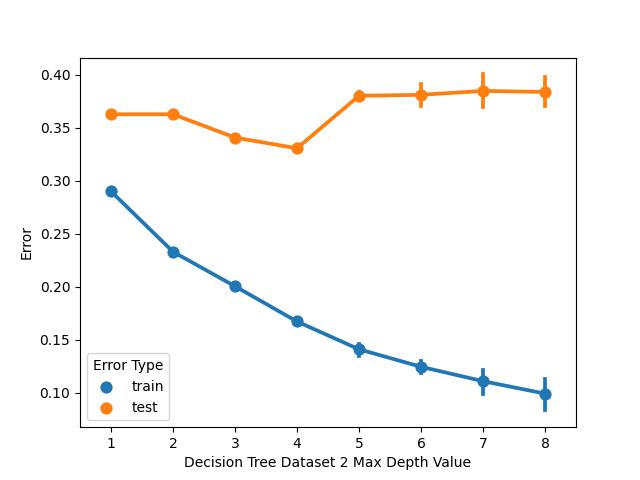 0.40
0.35
0.30
0.25
0.20
0.15
0.10
Error
Error Type
train
test
1 2 3 4 5 6 7 8
Decision Tree Dataset 2 Max Depth Value